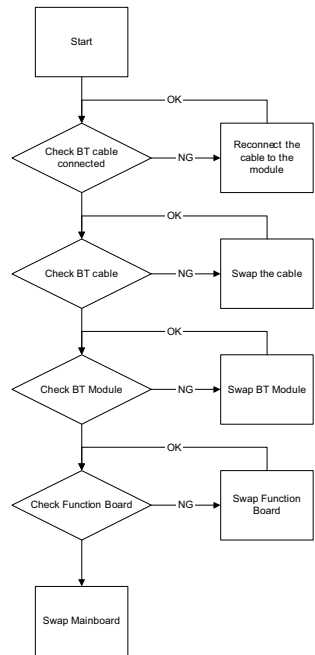 Start
OK
Check BT cable
connected
NG
Reconnect the
cable to the
module
OK
Check BT cable
NG
Swap the cable
OK
Check BT Module
NG
Swap BT Module
OK
Check Function Board
NG
Swap Function
Board
Swap Mainboard